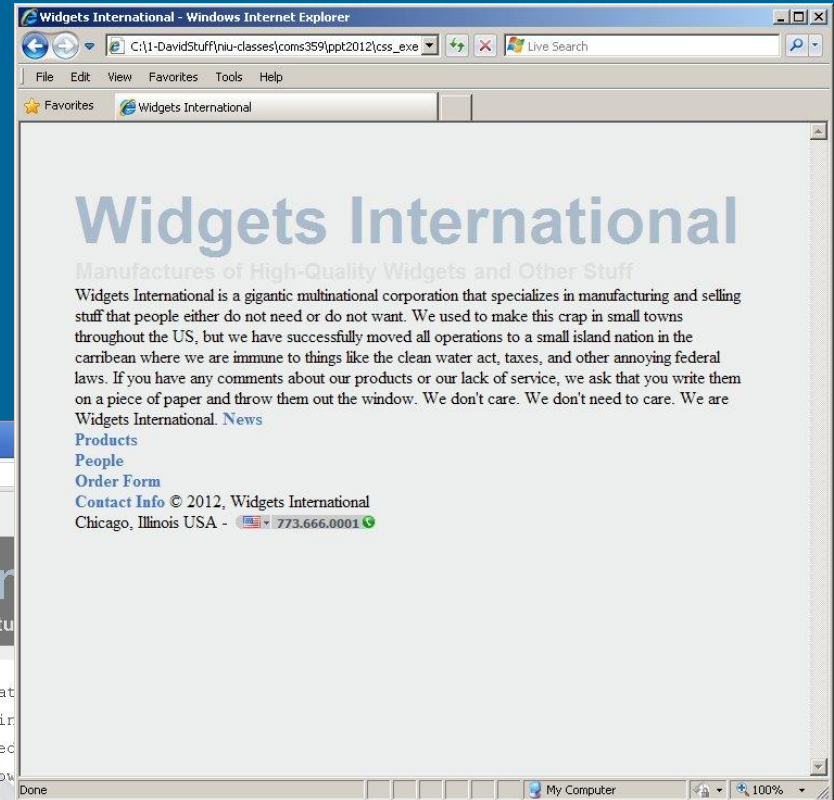 Widgets International - Windows Internet Explorer
C:\1-DavidStuff\niu-classes\coms359\ppt2012\css_exe
Live Search
File Edit View Favorites Tools Help
Favorites
Widgets International
Widgets International
Manufactures of High-Quality Widgets and Other Stuff
Widgets International is a gigantic multinational corporation that specializes in manufacturing and selling
stuff that people either do not need or do not want. We used to make this crap in small towns
throughout the US, but we have successfully moved all operations to a small island nation in the
carribean where we are immune to things like the clean water act, taxes, and other annoying federal
laws. If you have any comments about our products or our lack of service, we ask that you write them
on a piece of paper and throw them out the window. We don't care. We don't need to care. We are
Widgets International. News
Products
People
Order Form
Contact Info © 2012, Widgets International
Chicago, Illinois USA - 773.666.0001
Done
My Computer
100%